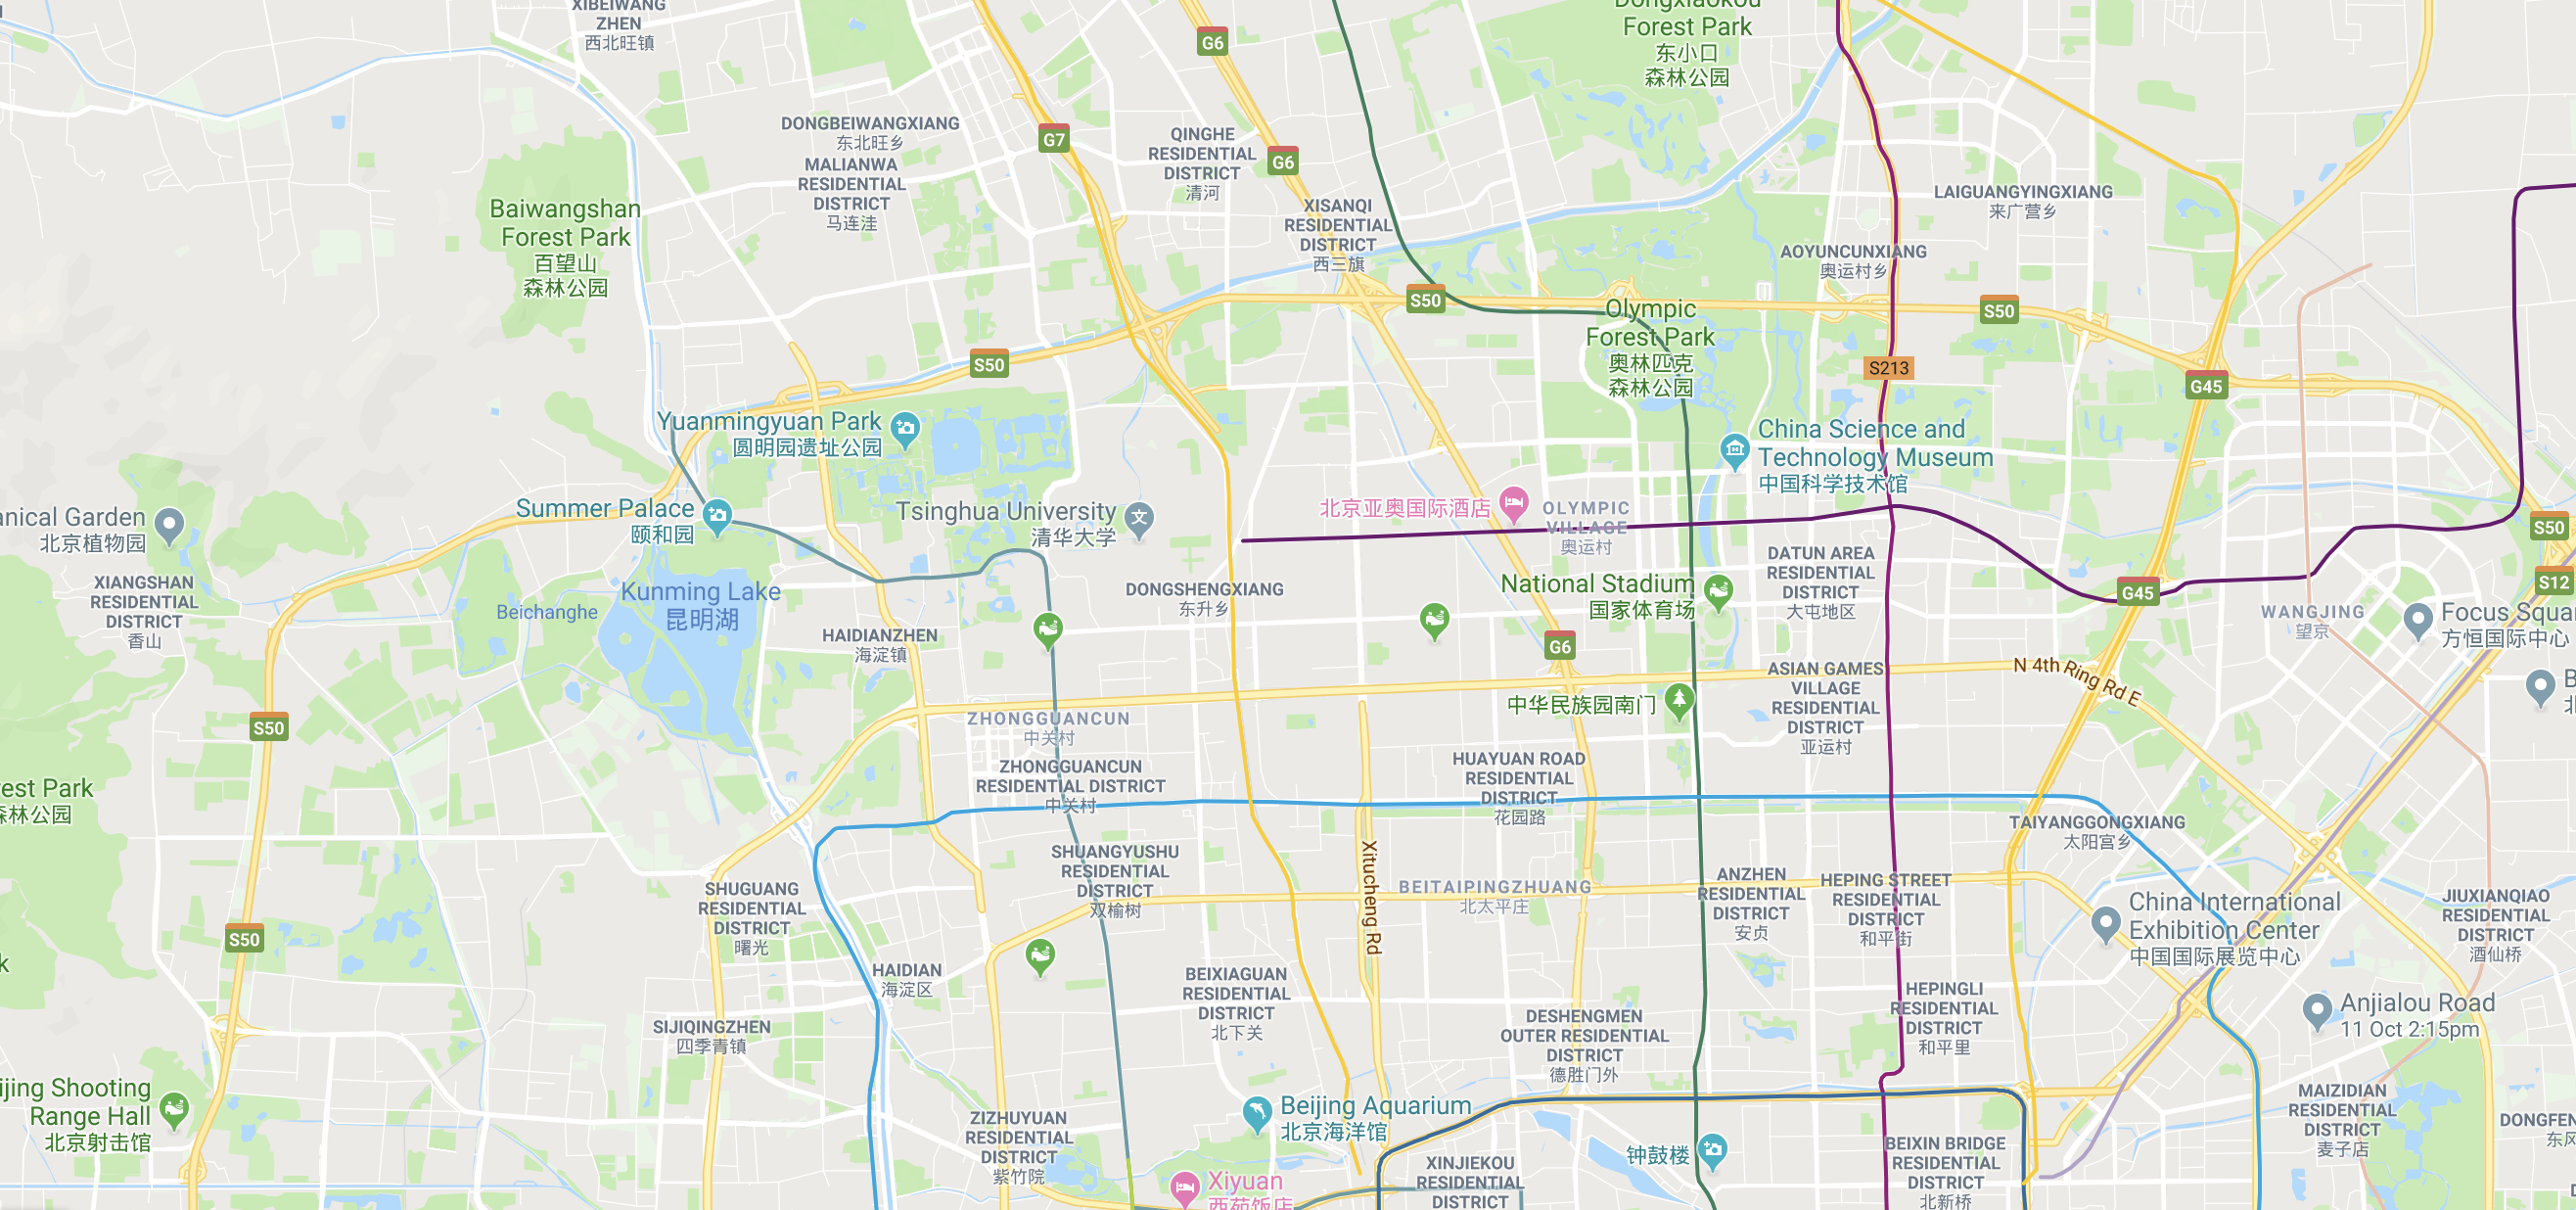 XIBEIWANG
ZHEN
西北旺镇
G6
Dongxiaokou
Forest Park
东小口
森林公园
DONGBEIWANGXIANG
东北旺乡
MALIANWA
RESIDENTIAL
DISTRICT
马连洼
G7
QINGHE
RESIDENTIAL
DISTRICT
清河
G6
XISANQI
RESIDENTIAL
DISTRICT
西三旗
LAIGUANGYINGXIANG
来广营乡
Baiwangshan
Forest Park
百望山
森林公园
AOYUNCUNXIANG
奥运村乡
S50
S50
S50
Olympic
Forest Park
奥林匹克
森林公园
S213
G45
Yuanmingyuan Park
圆明园遗址公园
China Science and
Technology Museum
中国科学技术馆
Summer Palace
颐和园
Tsinghua University
清华大学
文
北京亚奥国际酒店
OLYMPIC
VILLAGE
奥运村
anical Garden
北京植物园
S50
S12
XIANGSHAN
RESIDENTIAL
DISTRICT
香山
Beichanghe
Kunming Lake
昆明湖
DONGSHENGXIANG
东升乡
National Stadium
国家体育场
DATUN AREA
RESIDENTIAL
DISTRICT
大屯地区
G45
WANGJING
望京
Focus Squa
方恒国际中心
HAIDIANZHEN
海淀镇
G6
N 4th Ring Rd E
ASIAN GAMES
VILLAGE
RESIDENTIAL
DISTRICT
亚运村
中华民族园南门
B
北
S50
ZHONGGUANCUN
中关村
ZHONGGUANCUN
RESIDENTIAL DISTRICT
中关村
HUAYUAN ROAD
RESIDENTIAL
DISTRICT
花园路
rest Park
森林公园
TAIYANGGONGXIANG
太阳宫乡
SHUANGYUSHU
RESIDENTIAL
DISTRICT
双榆树
Xitucheng Rd
BEITAIPINGZHUANG
北太平庄
ANZHEN
RESIDENTIAL
DISTRICT
安贞
HEPING STREET
RESIDENTIAL
DISTRICT
和平街
SHUGUANG
RESIDENTIAL
DISTRICT
曙光
China International
Exhibition Center
中国国际展览中心
JIUXIANQIAO
RESIDENTIAL
DISTRICT
酒仙桥
S50
k
HAIDIAN
海淀区
BEIXIAGUAN
RESIDENTIAL
DISTRICT
北下关
HEPINGLI
RESIDENTIAL
DISTRICT
和平里
Anjialou Road
11 Oct 2:15pm
SIJIQINGZHEN
四季青镇
DESHENGMEN
OUTER RESIDENTIAL
DISTRICT
德胜门外
ijing Shooting
Range Hall
北京射击馆
Beijing Aquarium
北京海洋馆
MAIZIDIAN
RESIDENTIAL
DISTRICT
麦子店
DONGFEN
东风
ZIZHUYUAN
RESIDENTIAL
DISTRICT
紫竹院
钟鼓楼
BEIXIN BRIDGE
RESIDENTIAL
DISTRICT
北新桥
Xiyuan
西苑饭店
XINJIEKOU
RESIDENTIAL
DISTRICT